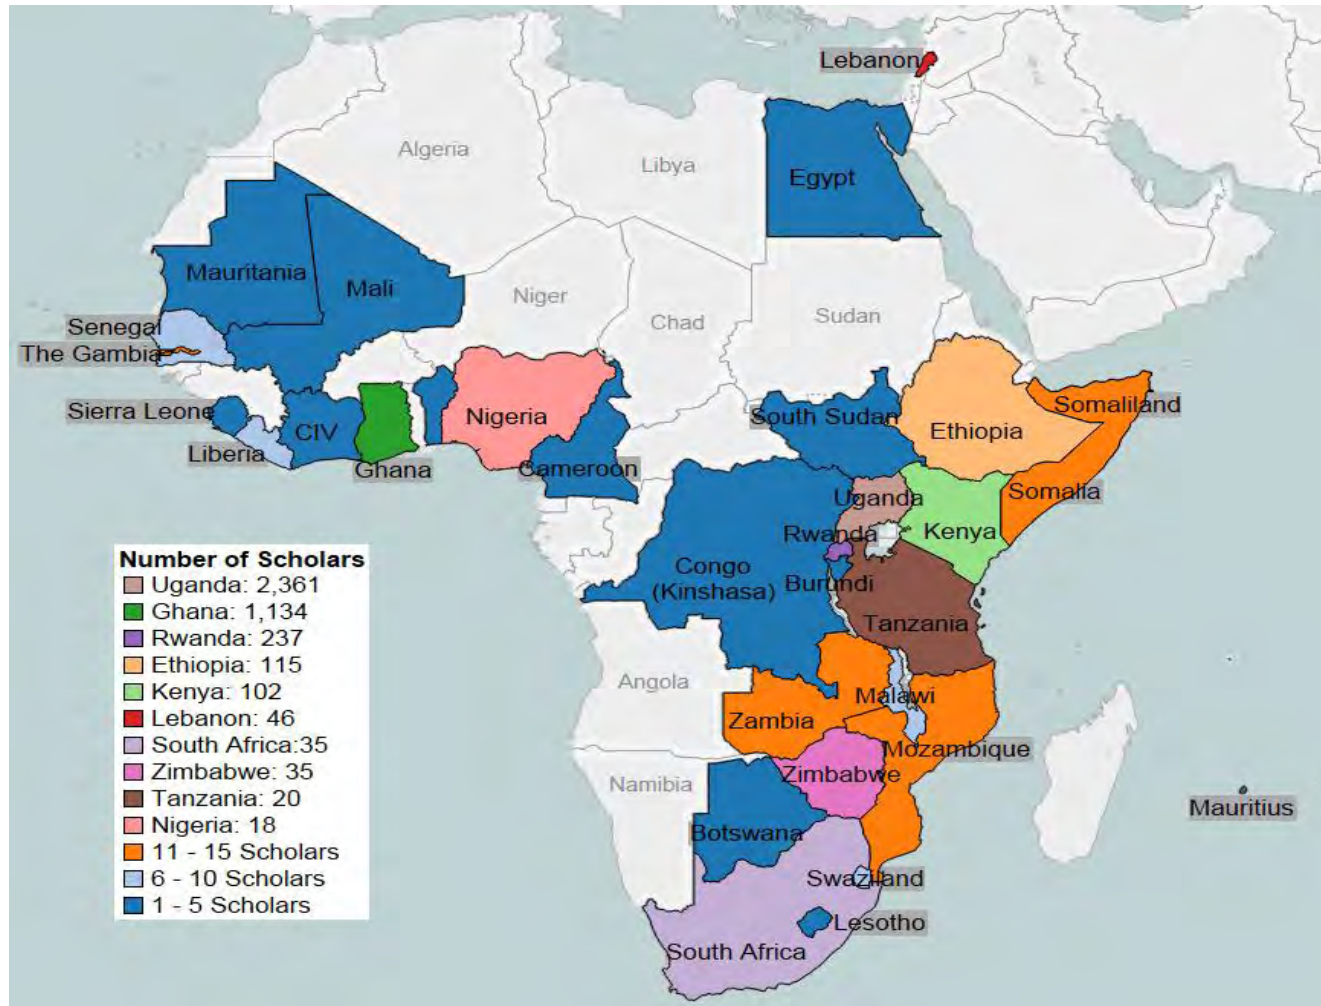 Lebanon
Algeria
Libya
Egypt
Mauritania
Mali
Niger
Chad
Sudan
Senegal
The Gambia
Sierra Leone
CIV
Liberia
Ghana
Nigeria
Cameroon
South Sudan
Ethiopia
Somaliland
Somalia
Uganda
Kenya
Rwanda
Congo
(Kinshasa)
Burundi
Tanzania
Angola
Malawi
Zambia
Mozambique
Zimbabwe
Namibia
Mauritius
Botswana
Swaziland
Lesotho
South Africa
Number of Scholars
Uganda: 2,361
Ghana: 1,134
Rwanda: 237
Ethiopia: 115
Kenya: 102
Lebanon: 46
South Africa:35
Zimbabwe: 35
Tanzania: 20
Nigeria: 18
11 - 15 Scholars
6 - 10 Scholars
1 - 5 Scholars